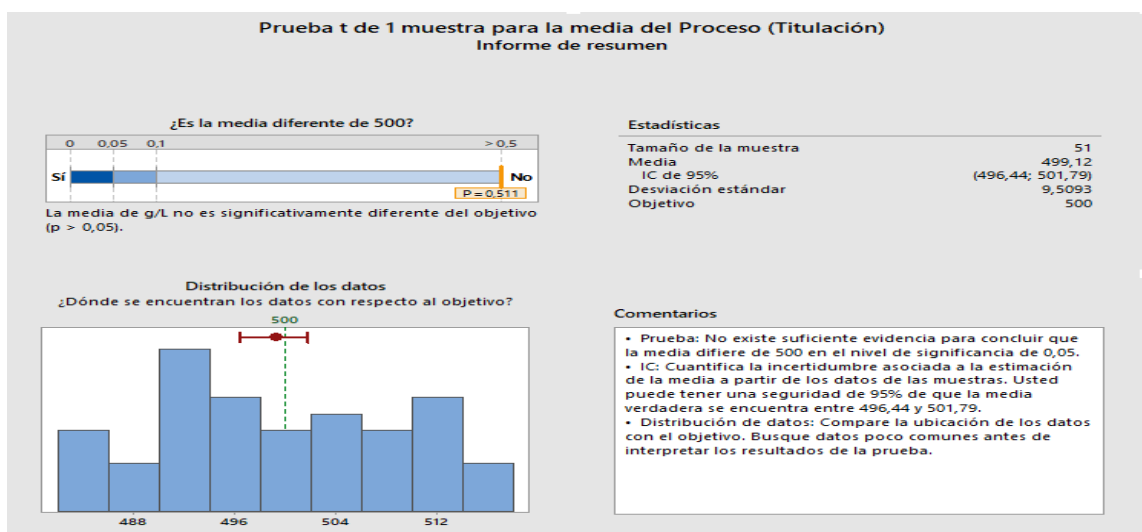 Prueba t de 1 muestra para la media del Proceso (Titulación)
Informe de resumen
¿Es la media diferente de 500?
0 0,05 0,1 > 0,5
Sí No
P = 0,511
La media de g/L no es significativamente diferente del objetivo
(p > 0,05).
Estadísticas
Tamaño de la muestra 51
Media 499,12
IC de 95% (496,44; 501,79)
Desviación estándar 9,5093
Objetivo 500
Distribución de los datos
¿Dónde se encuentran los datos con respecto al objetivo?
500
488 496 504 512
Comentarios
• Prueba: No existe suficiente evidencia para concluir que
la media difiere de 500 en el nivel de significancia de 0,05.
• IC: Cuantifica la incertidumbre asociada a la estimación
de la media a partir de los datos de las muestras. Usted
puede tener una seguridad de 95% de que la media
verdadera se encuentra entre 496,44 y 501,79.
• Distribución de datos: Compare la ubicación de los datos
con el objetivo. Busque datos poco comunes antes de
interpretar los resultados de la prueba.